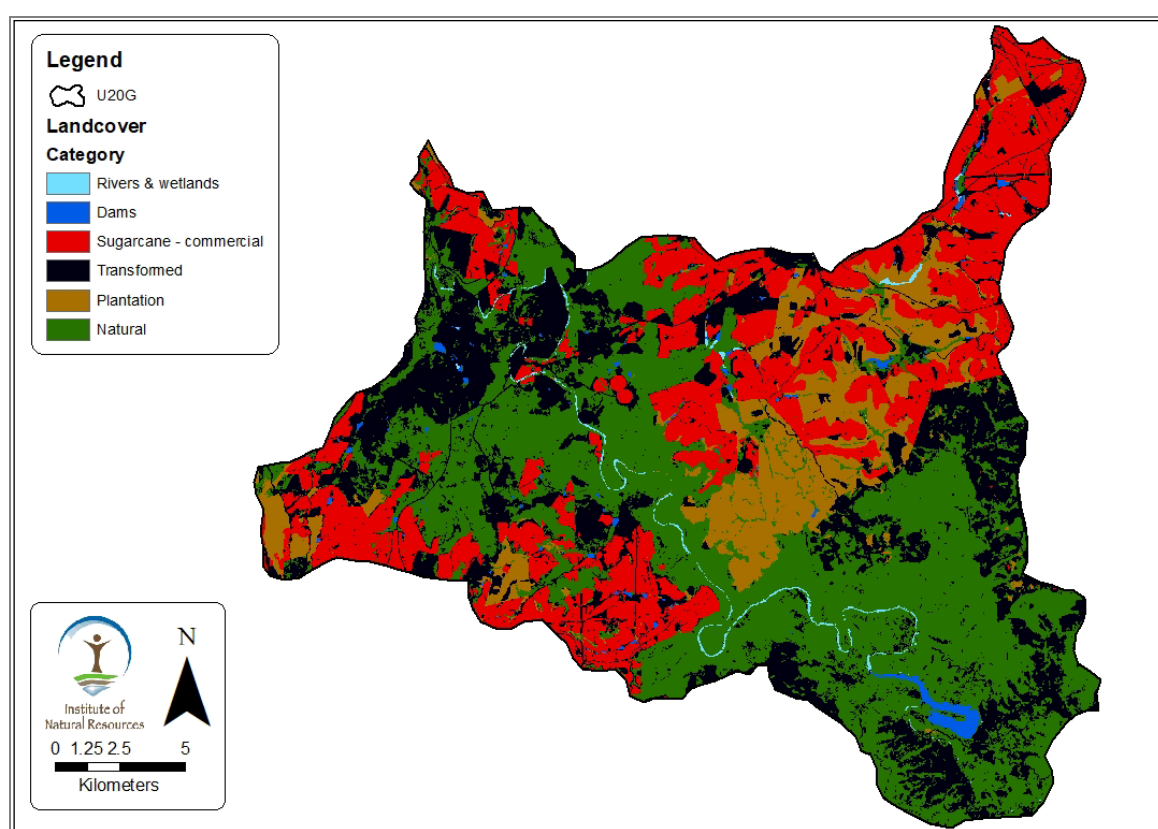 Legend
U20G
Landcover
Category
Rivers & wetlands
Dams
Sugarcane - commercial
Transformed
Plantation
Natural
N
Institute of
Natural Resources
0 1.25 2.5 5
Kilometers